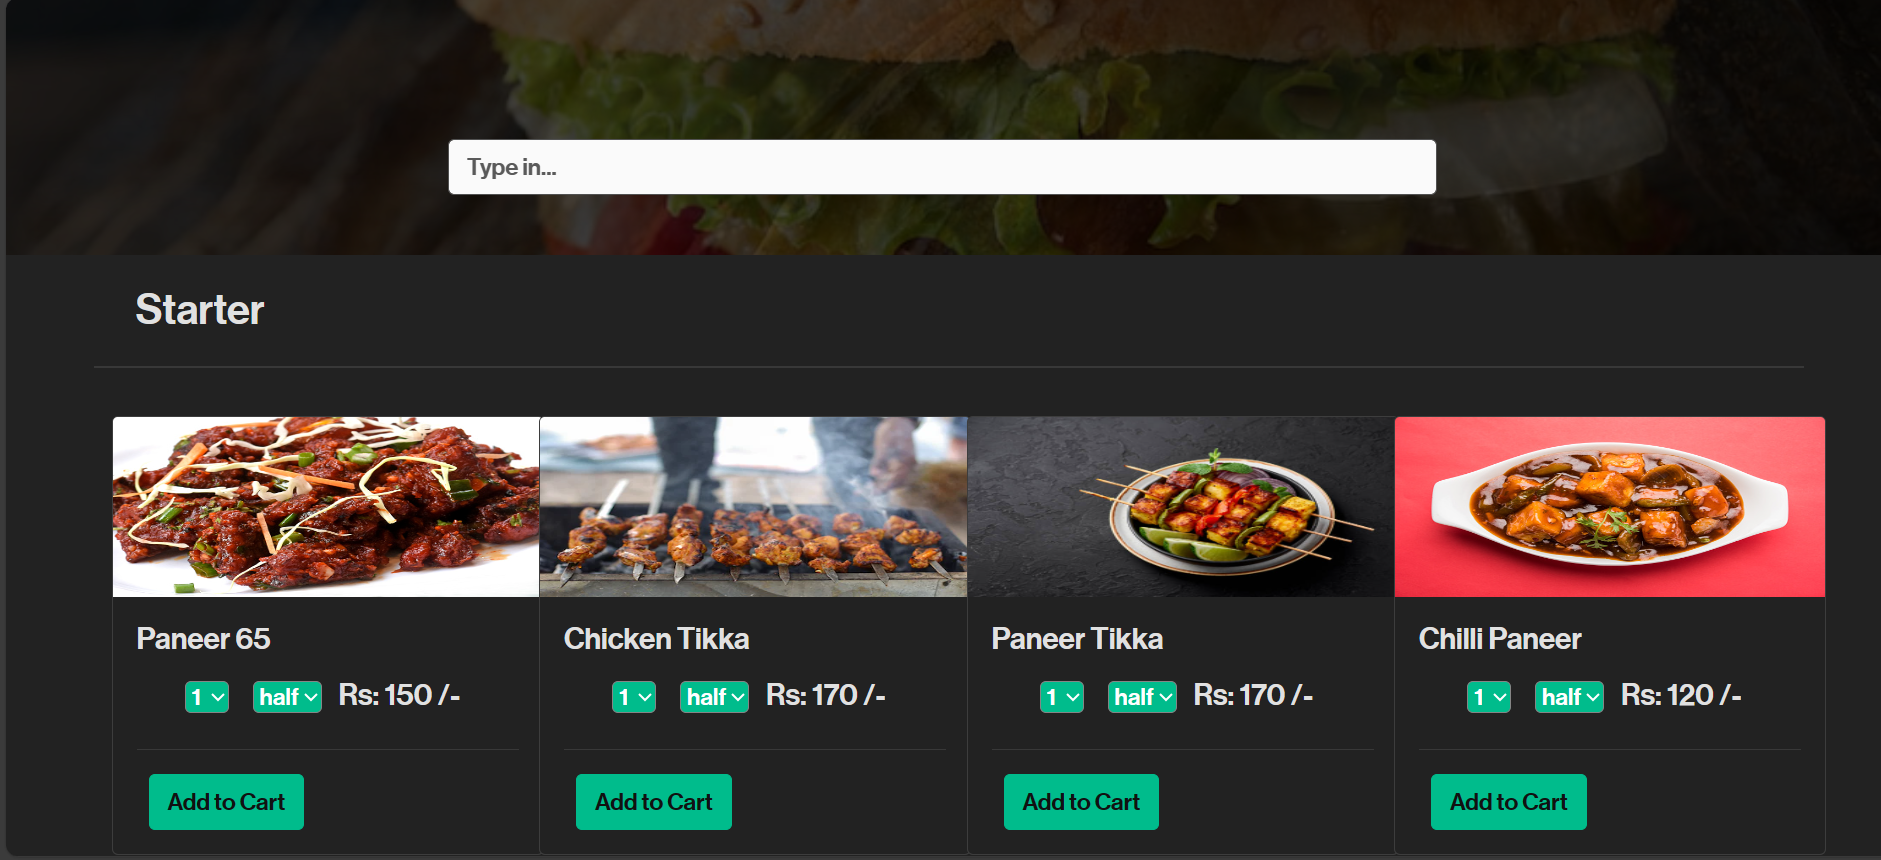 Type in...
Starter
Paneer 65
1 half Rs: 150 /-
Add to Cart
Chicken Tikka
1 half Rs: 170 /-
Add to Cart
Paneer Tikka
1 half Rs: 170 /-
Add to Cart
Chilli Paneer
1 half Rs: 120 /-
Add to Cart